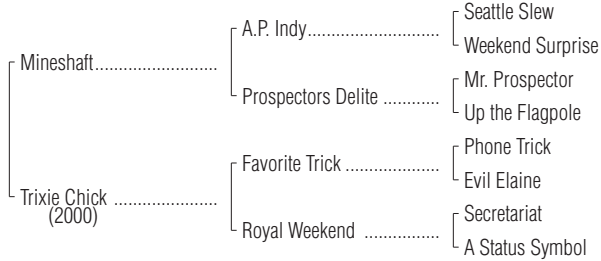 Seattle Slew
A.P. Indy..............................
Weekend Surprise
Mineshaft............................
Mr. Prospector
Prospectors Delite .............
Up the Flagpole
Phone Trick
Favorite Trick .....................
Evil Elaine
Trixie Chick .......................
(2000)
Secretariat
Royal Weekend .................
A Status Symbol